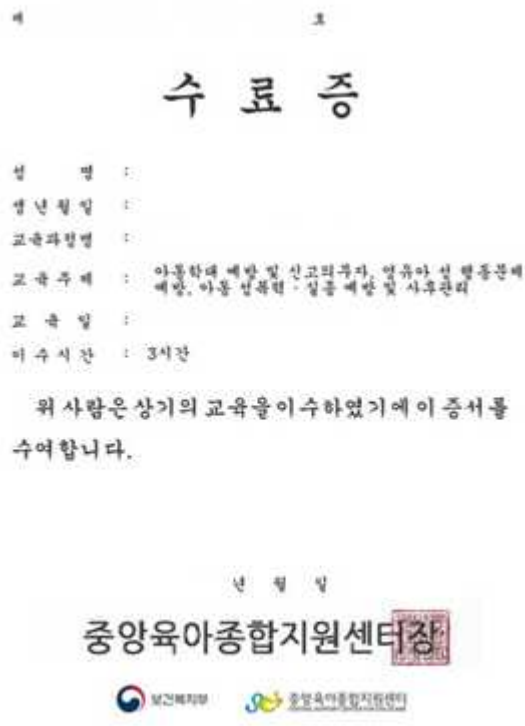 제 호
수 료 증
성 명 :
생년월일 :
교육과정명 :
교육주제 : 아동학대 예방 및 신고의무자, 영유아 성 행동문제
예방, 아동 성폭력·실종 예방 및 사후관리
교 육 일 :
이수시간 : 3시간
위 사람은 상기의 교육을 이수하였기에 이 증서를
수여합니다.
년 월 일
중앙육아종합지원센터장
보건복지부 중앙육아종합지원센터